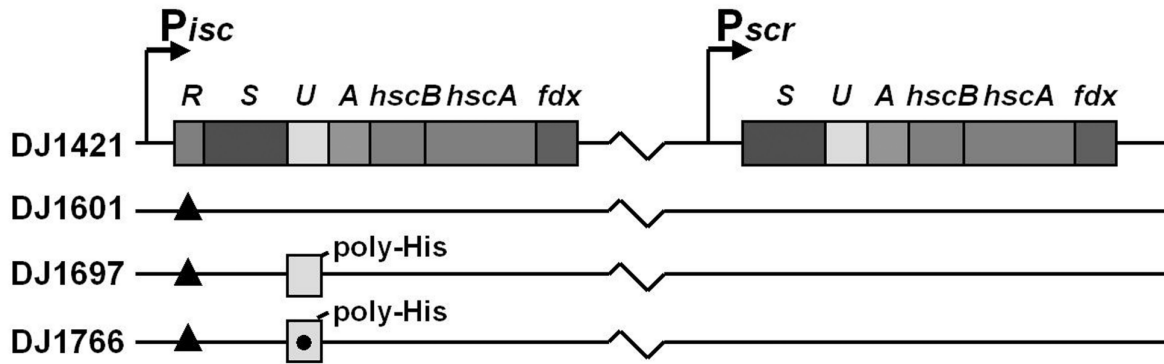 Pisc Pscr
R S U A hscB hscA fdx S U A hscB hscA fdx
DJ1421
DJ1601
poly-His
DJ1697
poly-His
DJ1766